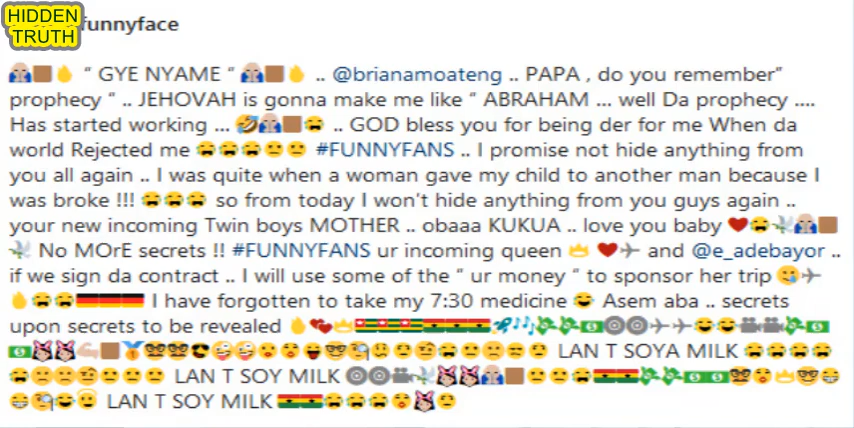 HIDDEN
TRUTH
funnyface
“ GYE NYAME “ .. @brianamoateng .. PAPA , do you remember”
prophecy “ .. JEHOVAH is gonna make me like “ ABRAHAM ... well Da prophecy ....
Has started working ... .. GOD bless you for being der for me When da
world Rejected me #FUNNYFANS .. I promise not hide anything from
you all again .. I was quite when a woman gave my child to another man because I
was broke !!! so from today I won’t hide anything from you guys again ..
your new incoming Twin boys MOTHER .. obaaa KUKUA .. love you baby
No MOrE secrets !! #FUNNYFANS ur incoming queen and @e_adebayor ..
if we sign da contract .. I will use some of the “ ur money “ to sponsor her trip
I have forgotten to take my 7:30 medicine Asem aba .. secrets
upon secrets to be revealed
LAN T SOYA MILK
LAN T SOY MILK
LAN T SOY MILK